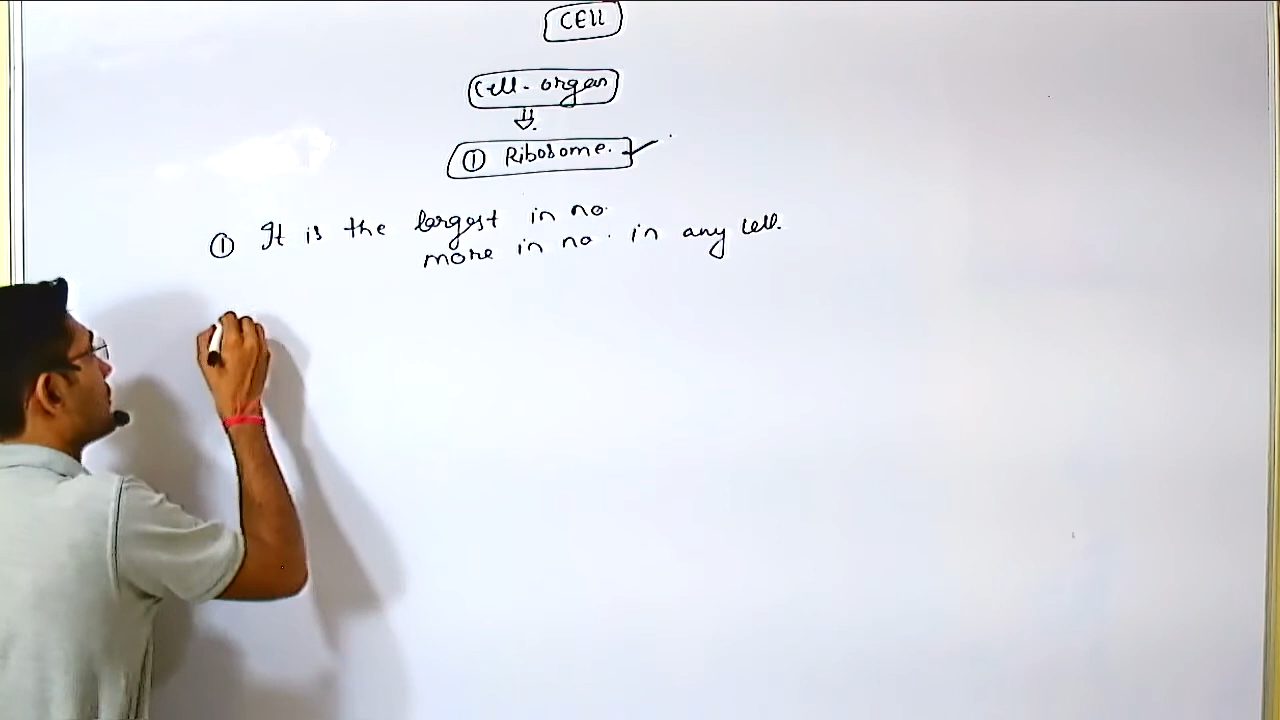 CELL
Cell-organ
① Ribosome.
① It is the largest in no.
more in no. in any cell.